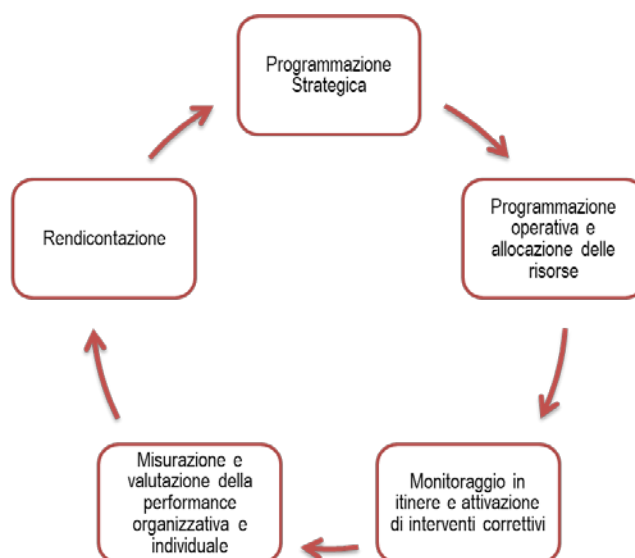 Programmazione
Strategica
Programmazione
operativa e
allocazione delle
risorse
Monitoraggio in
itinere e attivazione
di interventi correttivi
Misurazione e
valutazione della
performance
organizzativa e
individuale
Rendicontazione